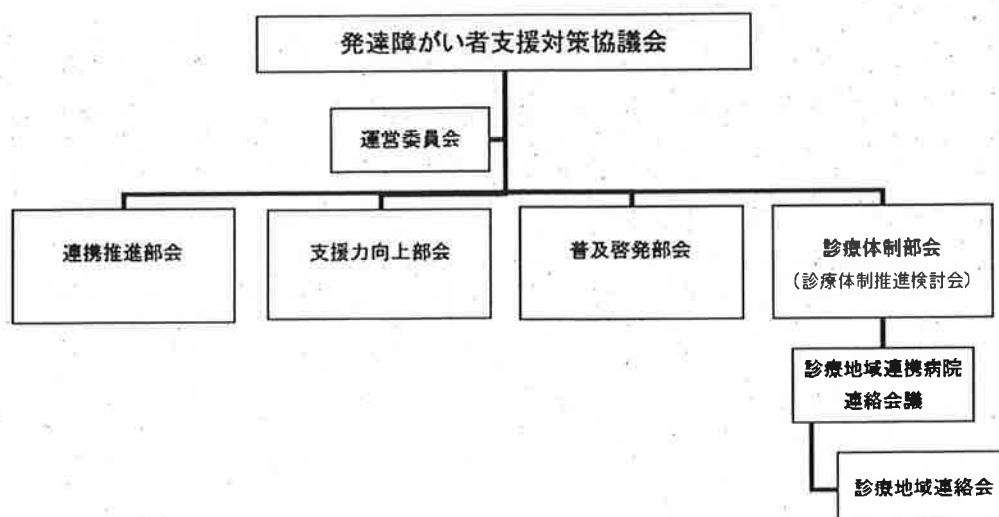 発達障がい者支援対策協議会
運営委員会
連携推進部会
支援力向上部会
普及啓発部会
診療体制部会
（診療体制推進検討会）
診療地域連携病院
連絡会議
診療地域連絡会